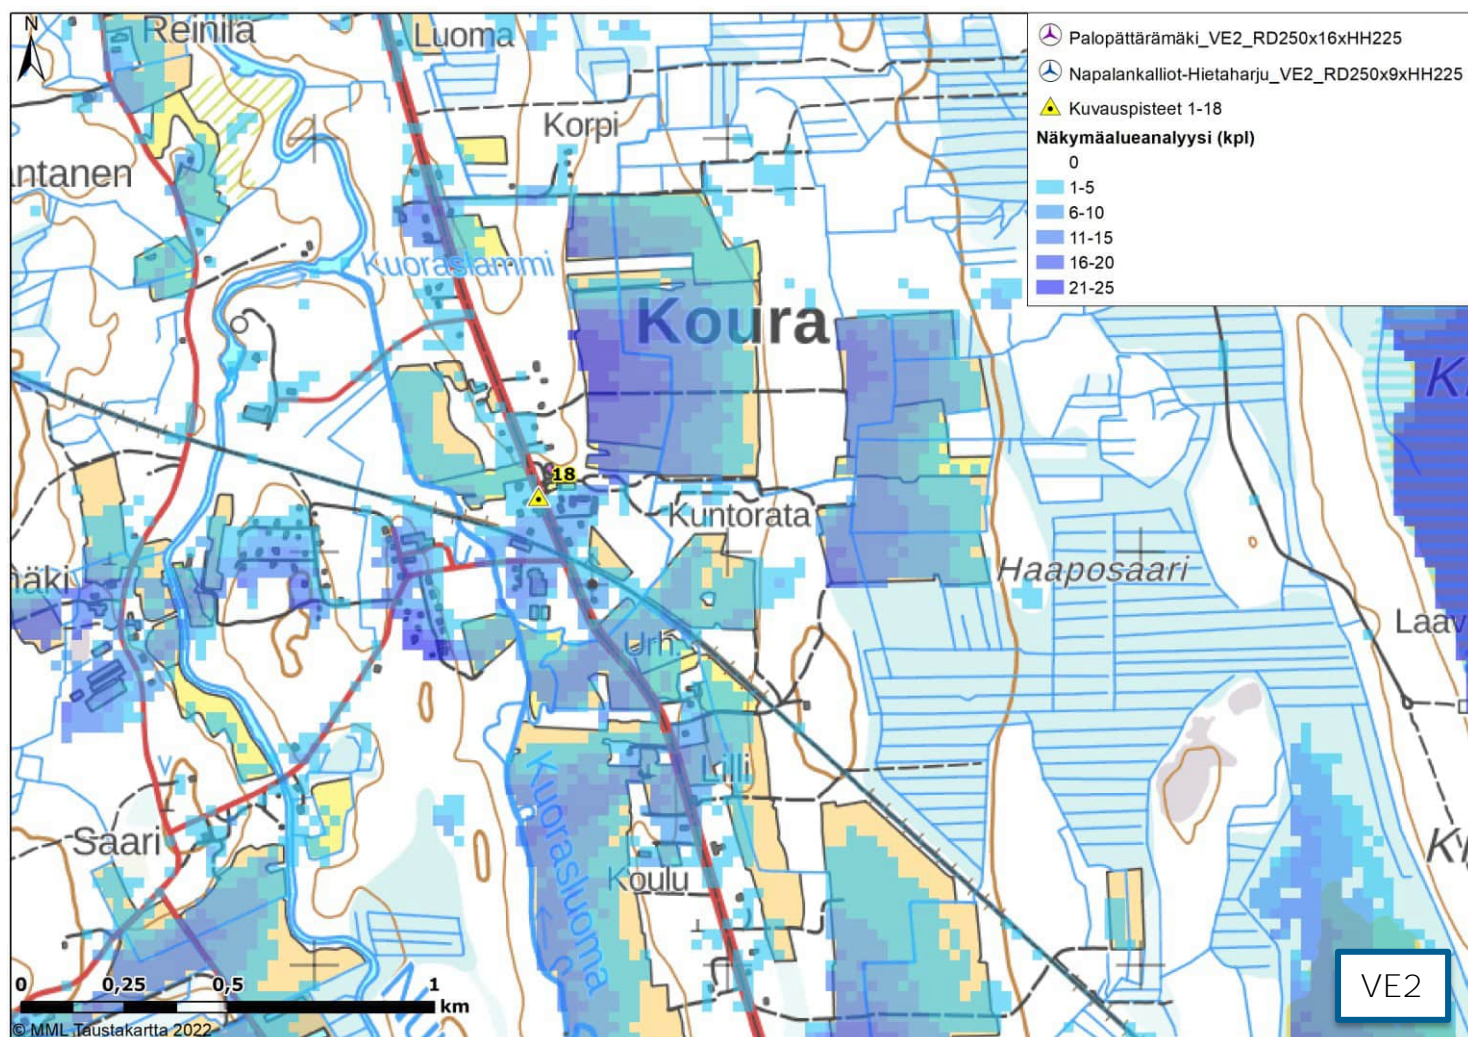 N
Reinilä
Luoma
Palopättärämäki_VE2_RD250x16xHH225
Napalankalliot-Hietaharju_VE2_RD250x9xHH225
Kuvauspisteet 1-18
Näkymäalueanalyysi (kpl)
0
1-5
6-10
11-15
16-20
21-25
Korpi
antanen
Kuoraslammi
Koura
18
Kuntorata
Haaposaari
mäki
Urh.
Laav
Lilli
Kuorasluoma
Saari
Koulu
0 0,25 0,5 1
km
VE2
© MML Taustakartta 2022